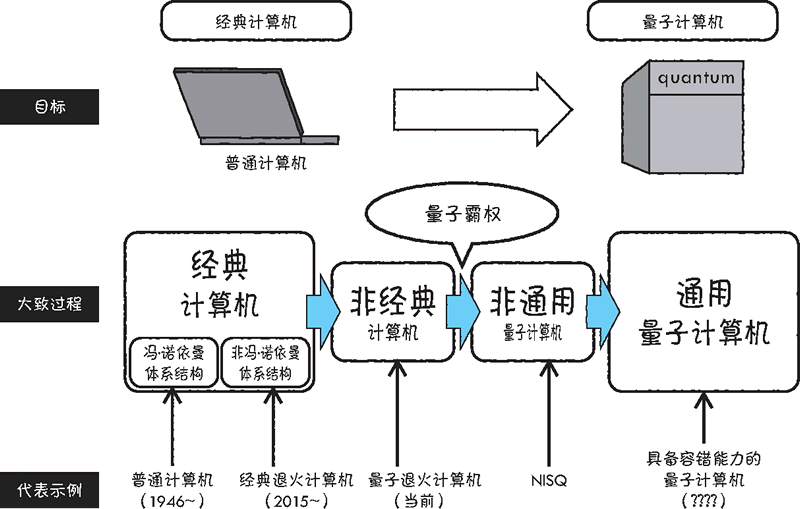 经典计算机
量子计算机
目标
quantum
普通计算机
量子霸权
大致过程
经典
计算机
冯·诺依曼
体系结构
非冯·诺依曼
体系结构
非经典
计算机
非通用
量子计算机
通用
量子计算机
代表示例
普通计算机
(1946~)
经典退火计算机
(2015~)
量子退火计算机
(当前)
NISQ
具备容错能力的
量子计算机
(????)